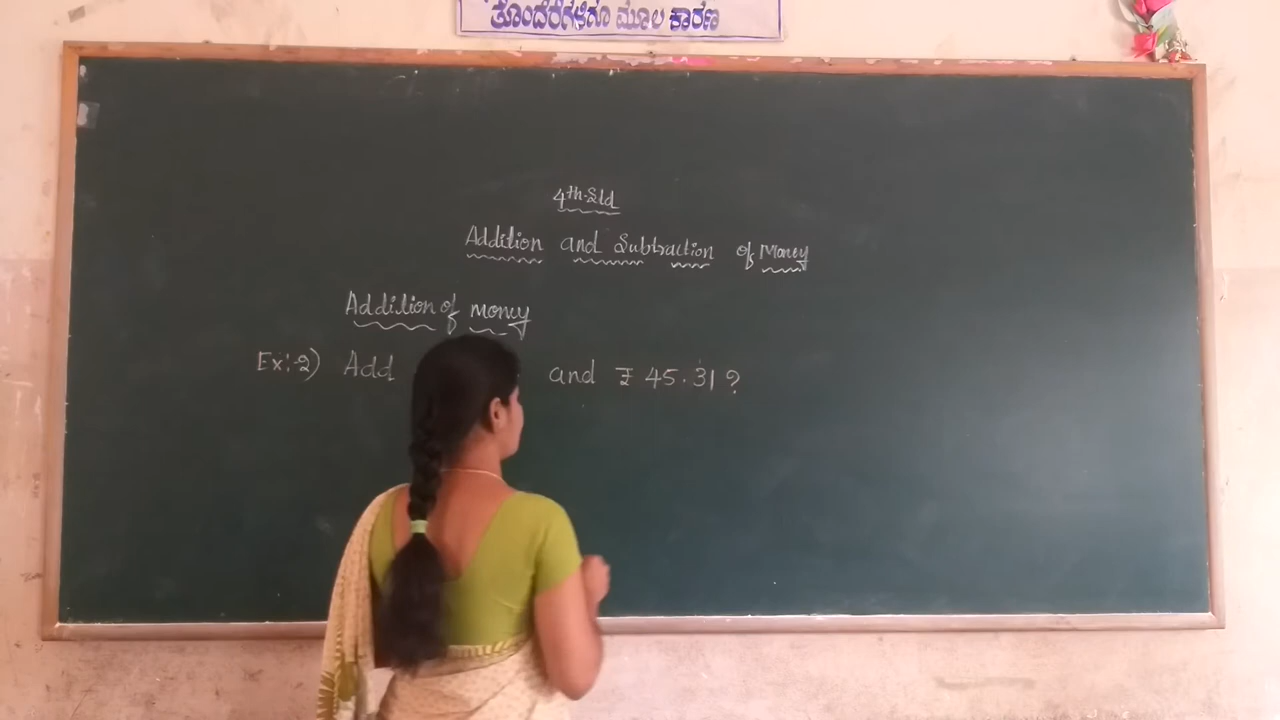 ತೊಂದರೆಗಳಿಗೂ ಮೂಲ ಕಾರಣ
4th Std
Addition and Subtraction of Money
Addition of money
Ex:-2) Add and ₹ 45.31?